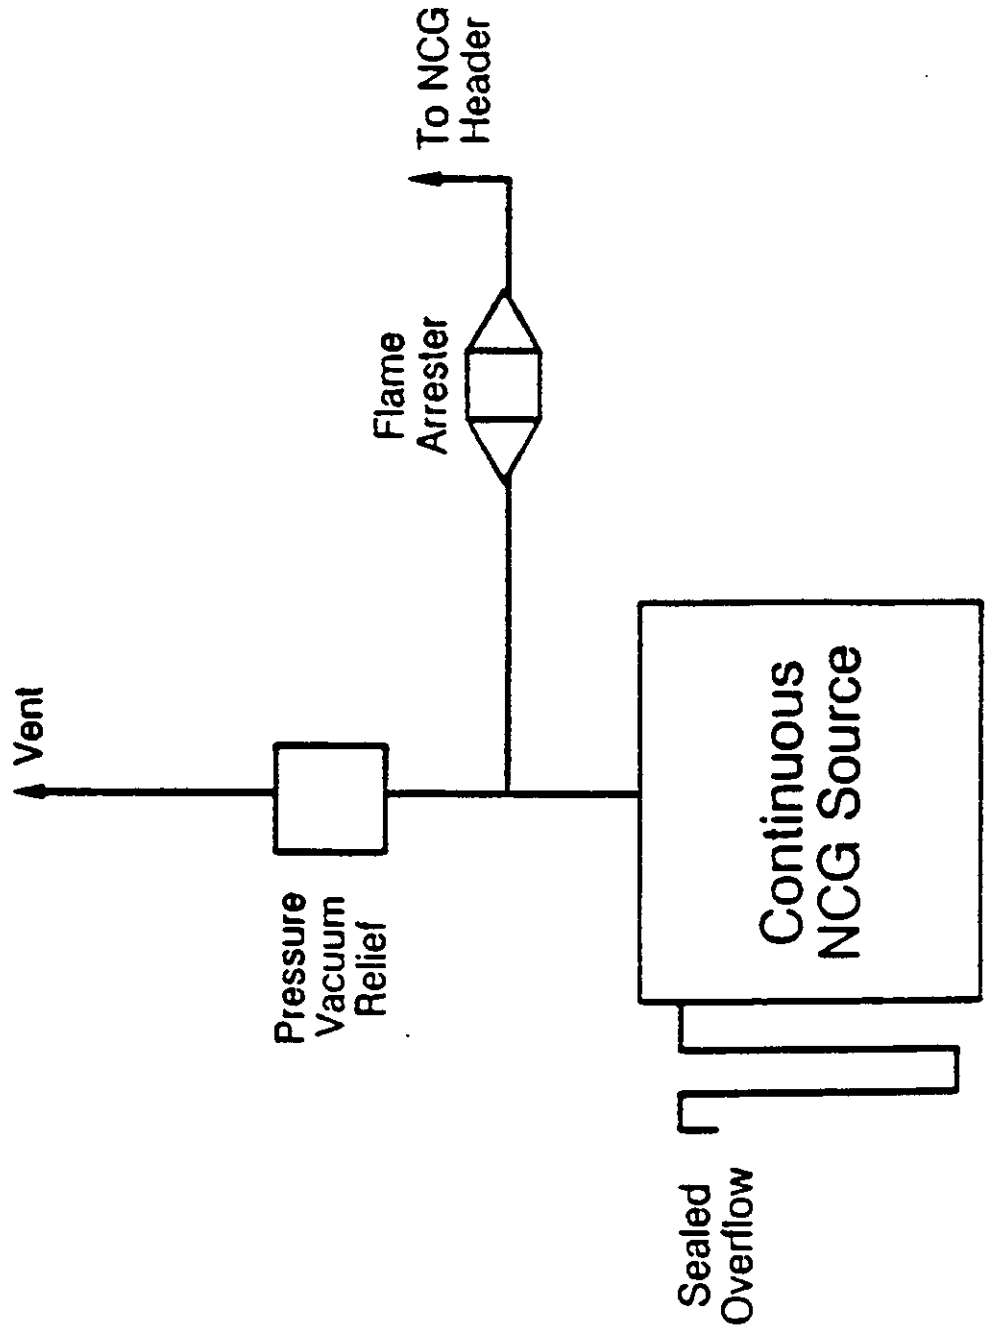 Vent
To NCG
Header
Flame
Arrester
Pressure
Vacuum
Relief
Continuous
NCG Source
Sealed
Overflow